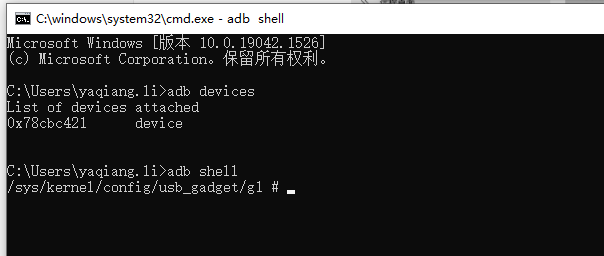 C:\windows\system32\cmd.exe - adb  shell
Microsoft Windows [版本 10.0.19042.1526]
(c) Microsoft Corporation。保留所有权利。
C:\Users\yaqiang.li>adb devices
List of devices attached
0x78cbc421      device
C:\Users\yaqiang.li>adb shell
/sys/kernel/config/usb_gadget/g1 #